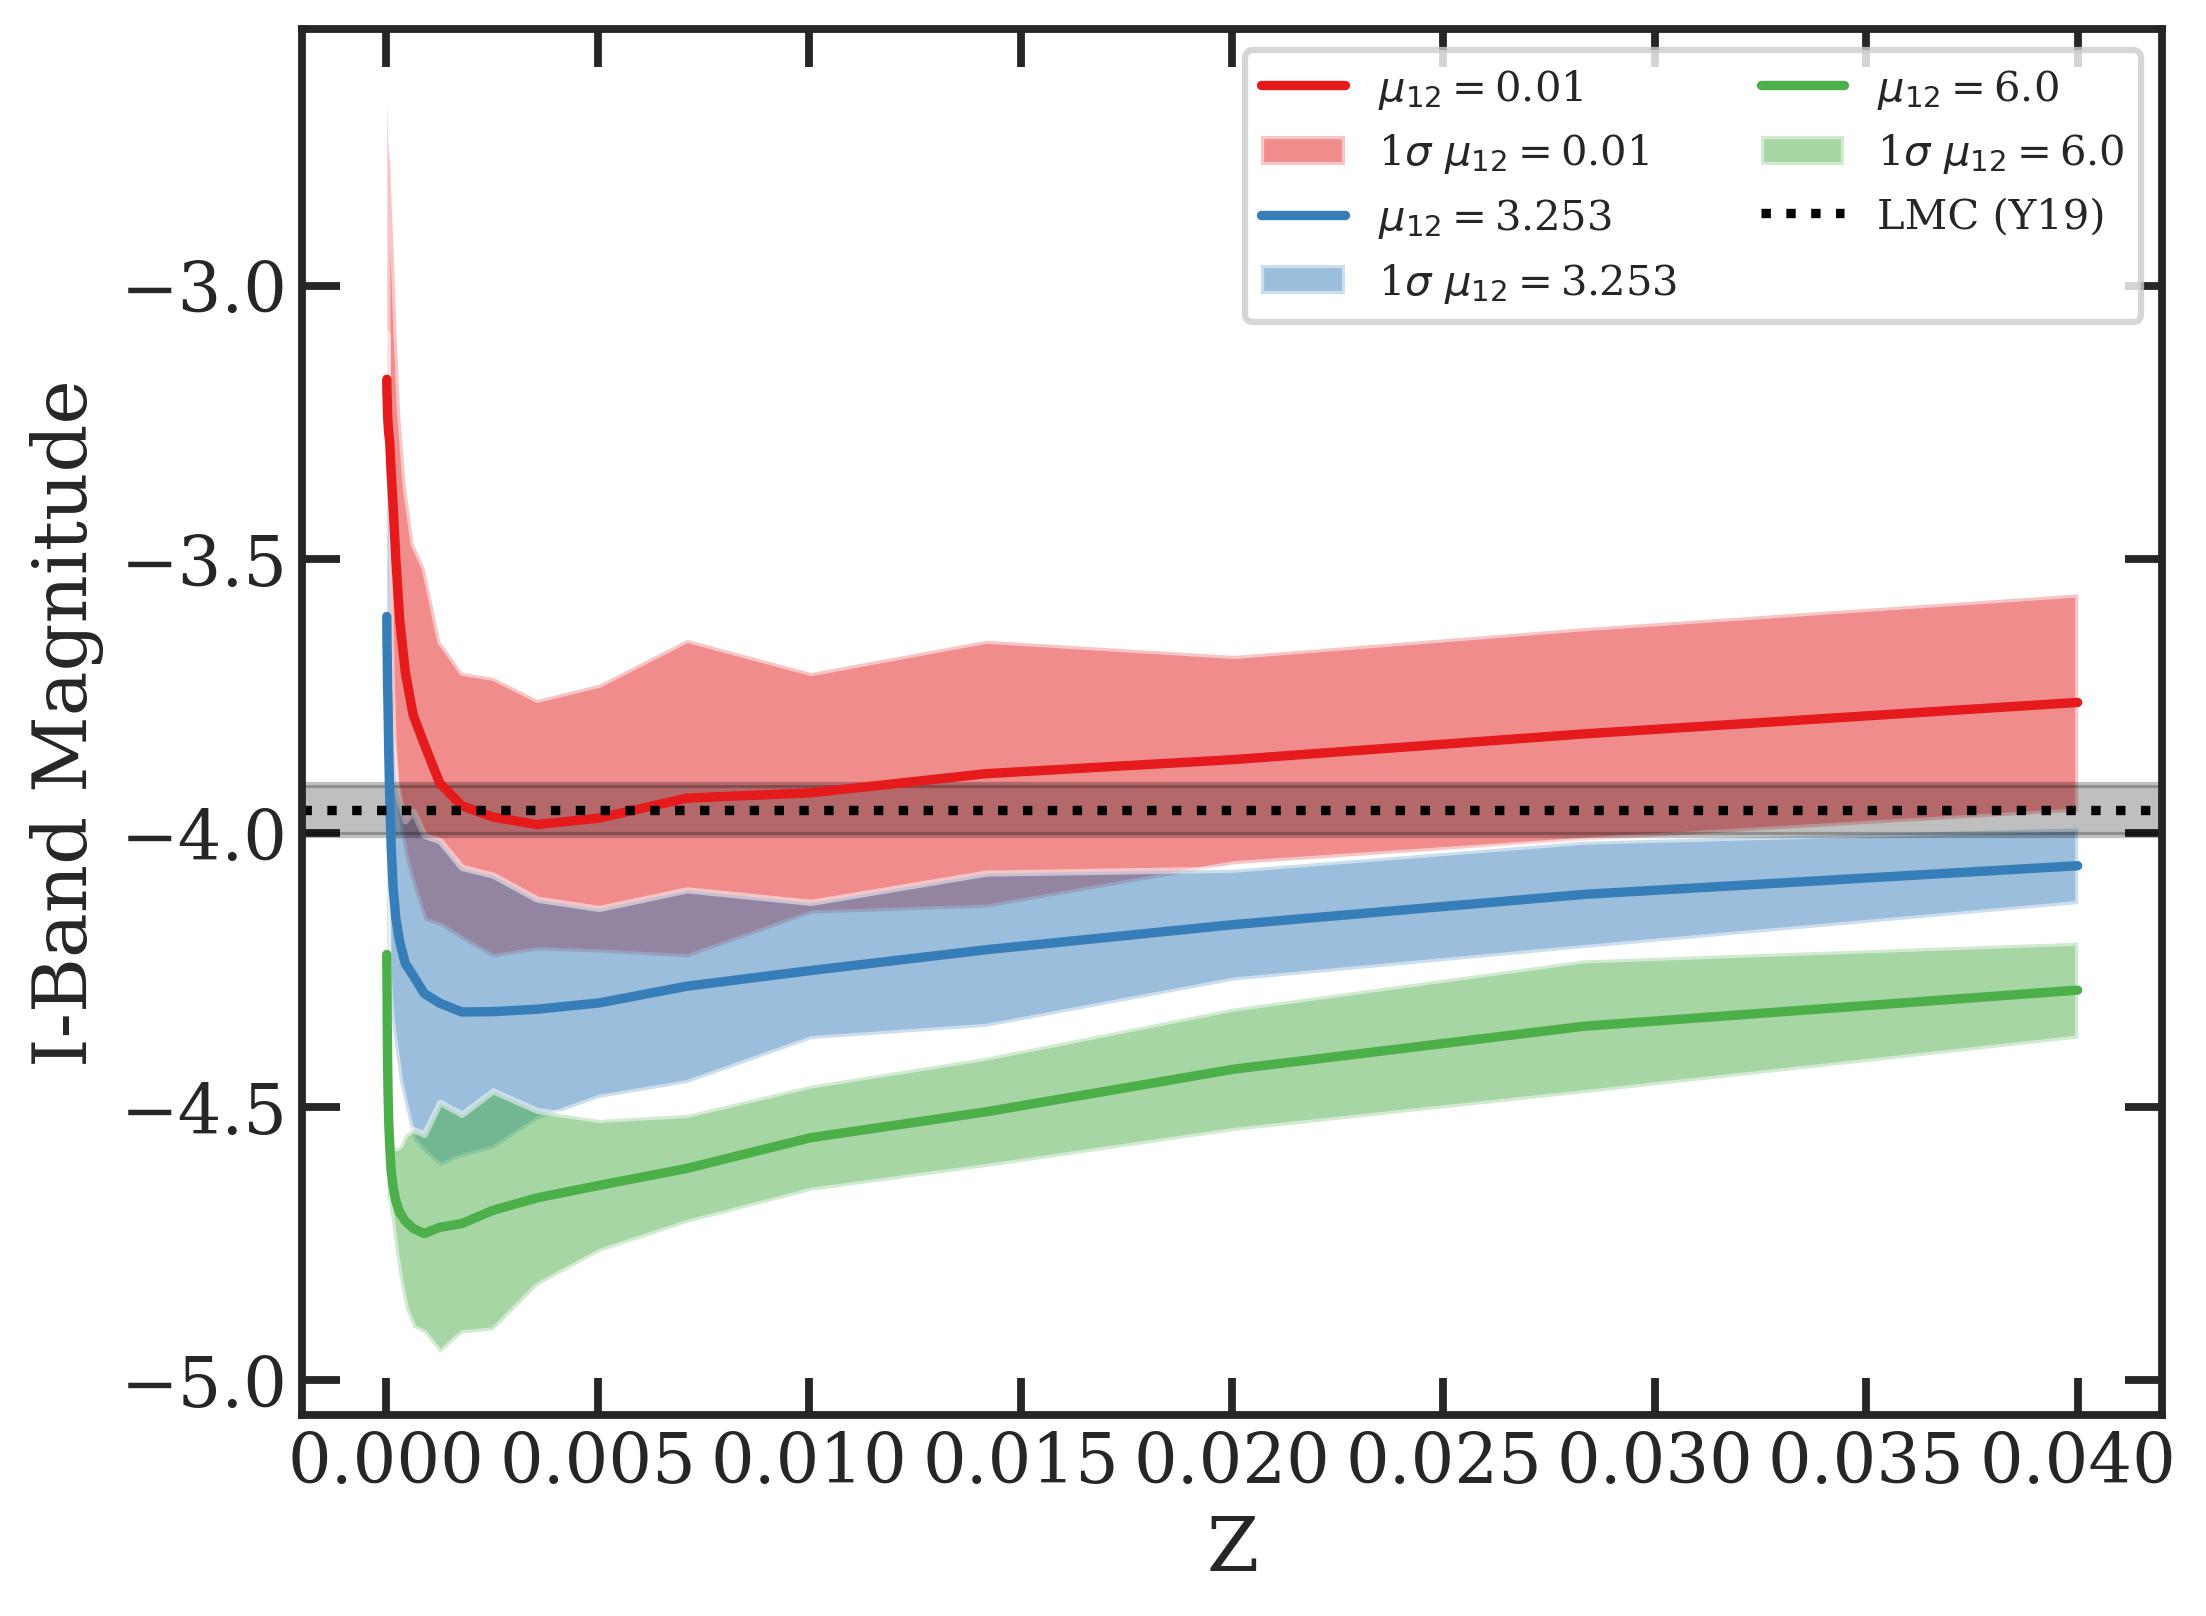 μ12 = 0.01
1σ μ12 = 0.01
μ12 = 3.253
1σ μ12 = 3.253
μ12 = 6.0
1σ μ12 = 6.0
LMC (Y19)
I-Band Magnitude
−3.0
−3.5
−4.0
−4.5
−5.0
0.000 0.005 0.010 0.015 0.020 0.025 0.030 0.035 0.040
Z